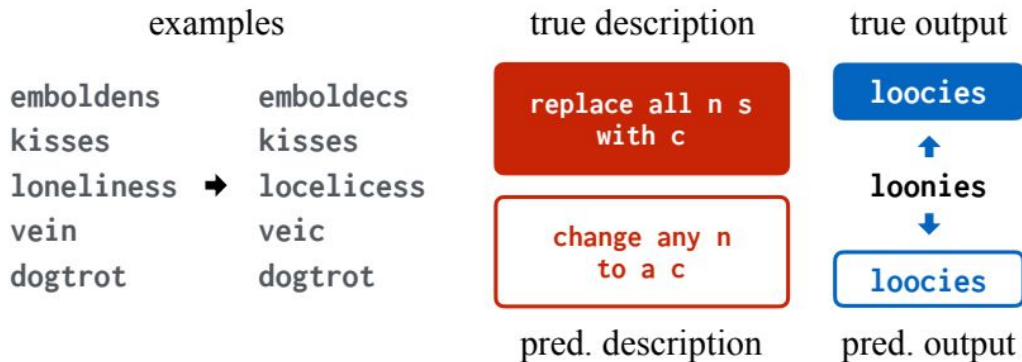 examples
true description
true output
emboldens emboldecs
kisses kisses
loneliness ➡ locelicess
vein veic
dogtrot dogtrot
replace all n s
with c
change any n
to a c
loocies
loonies
loocies
pred. description
pred. output